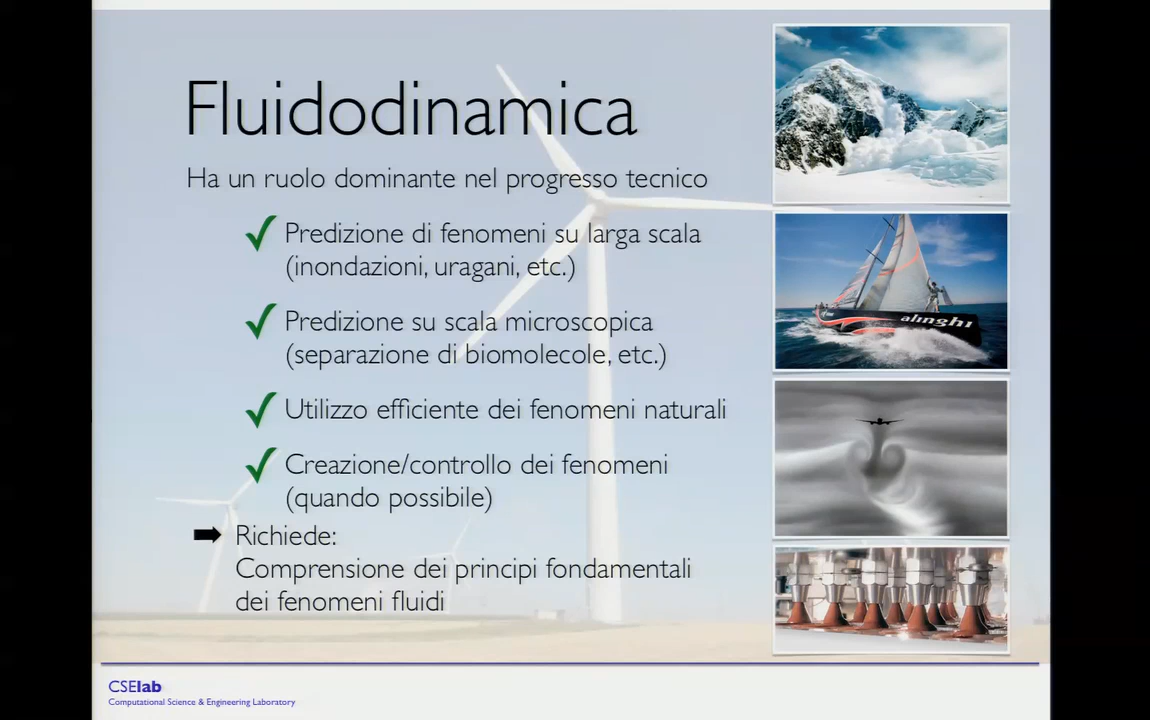 Fluidodinamica
Ha un ruolo dominante nel progresso tecnico
Predizione di fenomeni su larga scala
(inondazioni, uragani, etc.)
Predizione su scala microscopica
(separazione di biomolecole, etc.)
Utilizzo efficiente dei fenomeni naturali
Creazione/controllo dei fenomeni
(quando possibile)
Richiede:
Comprensione dei principi fondamentali
dei fenomeni fluidi
alinghi
CSElab
Computational Science & Engineering Laboratory